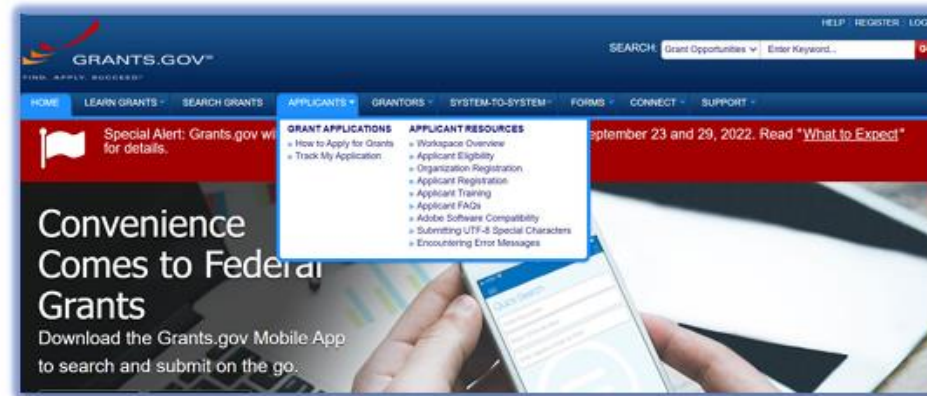 HELP | REGISTER | LOG
GRANTS.GOV℠
FIND. APPLY. SUCCEED.℠
SEARCH: Grant Opportunities Enter Keyword...
HOME LEARN GRANTS SEARCH GRANTS APPLICANTS GRANTORS SYSTEM-TO-SYSTEM FORMS CONNECT SUPPORT
Special Alert: Grants.gov wi
eptember 23 and 29, 2022. Read "What to Expect"
for details.
GRANT APPLICATIONS
» How to Apply for Grants
» Track My Application
APPLICANT RESOURCES
» Workspace Overview
» Applicant Eligibility
» Organization Registration
» Applicant Registration
» Applicant Training
» Applicant FAQs
» Adobe Software Compatibility
» Submitting UTF-8 Special Characters
» Encountering Error Messages
Convenience
Comes to Federal
Grants
Download the Grants.gov Mobile App
to search and submit on the go.
Quick Search